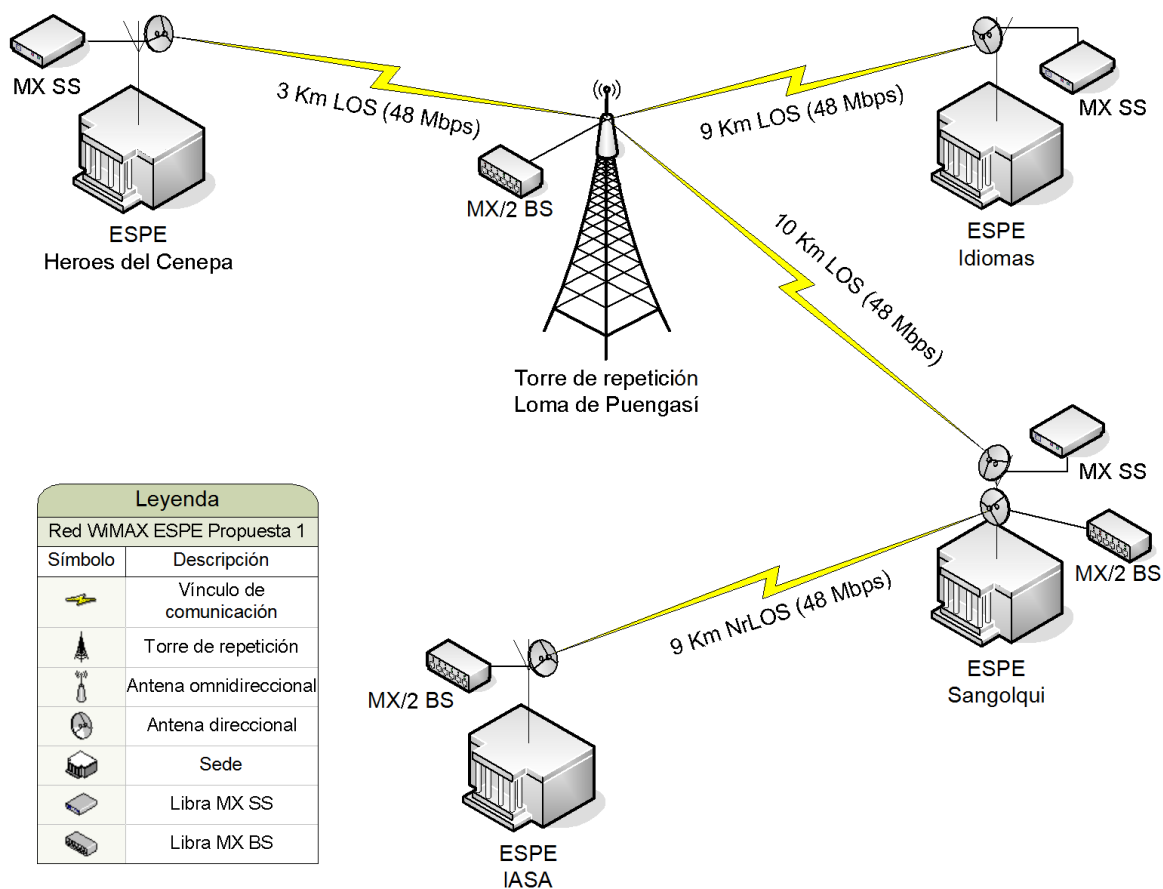 MX SS
3 Km LOS (48 Mbps)
ESPE
Heroes del Cenepa
MX/2 BS
Torre de repetición
Loma de Puengasí
9 Km LOS (48 Mbps)
MX SS
ESPE
Idiomas
10 Km LOS (48 Mbps)
MX SS
MX/2 BS
ESPE
Sangolqui
9 Km NrLOS (48 Mbps)
MX/2 BS
ESPE
IASA
Leyenda
Red WiMAX ESPE Propuesta 1
Símbolo Descripción
Vínculo de
comunicación
Torre de repetición
Antena omnidireccional
Antena direccional
Sede
Libra MX SS
Libra MX BS